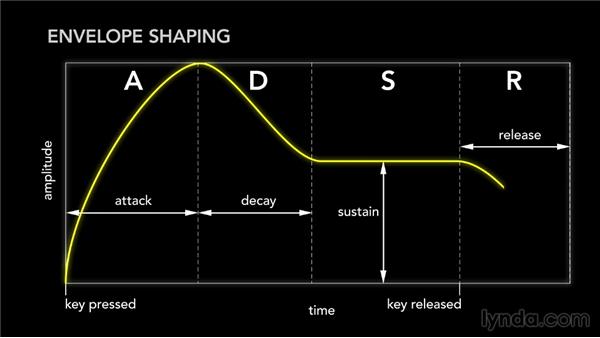 ENVELOPE SHAPING
A
D
S
R
release
amplitude
attack
decay
sustain
key pressed
time
key released
lynda.com